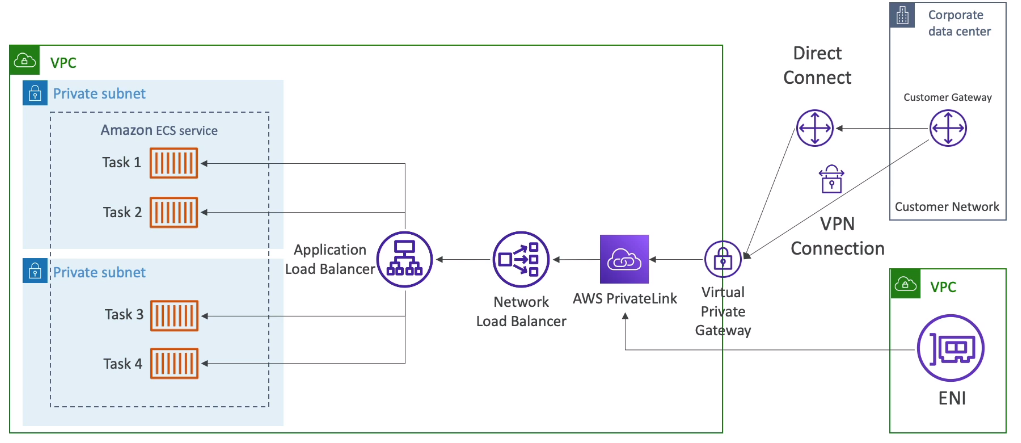 VPC
Private subnet
Amazon ECS service
Task 1
Task 2
Private subnet
Task 3
Task 4
Application
Load Balancer
Network
Load Balancer
AWS PrivateLink
Virtual
Private
Gateway
Direct
Connect
VPN
Connection
Corporate
data center
Customer Gateway
Customer Network
VPC
ENI